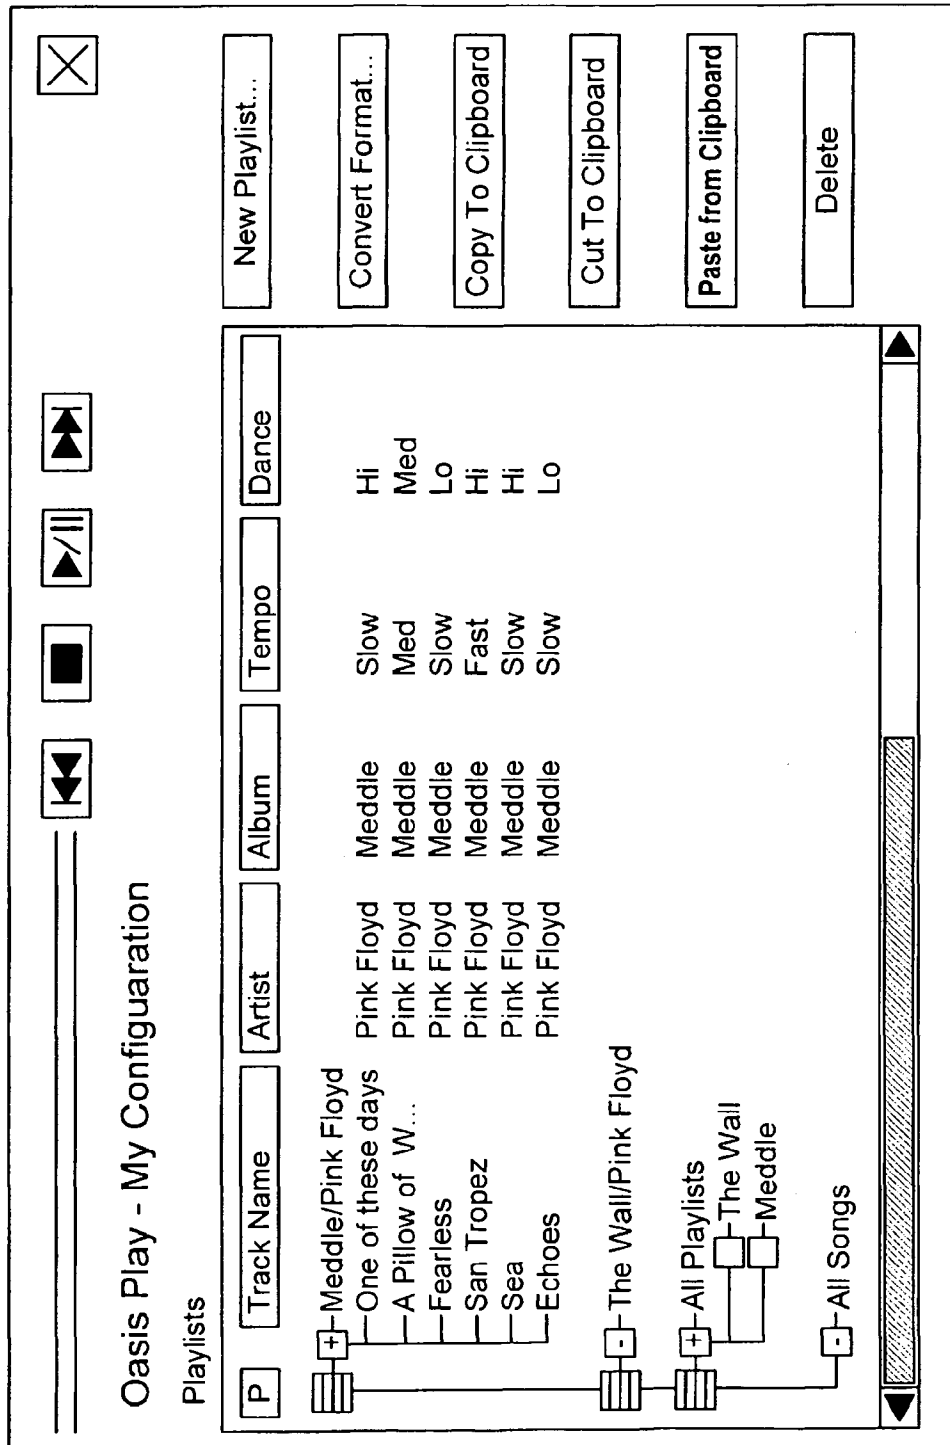 Oasis Play - My Configuaration
Playlists
P Track Name Artist Album Tempo Dance
+ Meddle/Pink Floyd
One of these days Pink Floyd Meddle Slow Hi
A Pillow of W... Pink Floyd Meddle Med Med
Fearless Pink Floyd Meddle Slow Lo
San Tropez Pink Floyd Meddle Fast Hi
Sea Pink Floyd Meddle Slow Hi
Echoes Pink Floyd Meddle Slow Lo
- The Wall/Pink Floyd
+ All Playlists
The Wall
Meddle
- All Songs
New Playlist...
Convert Format...
Copy To Clipboard
Cut To Clipboard
Paste from Clipboard
Delete